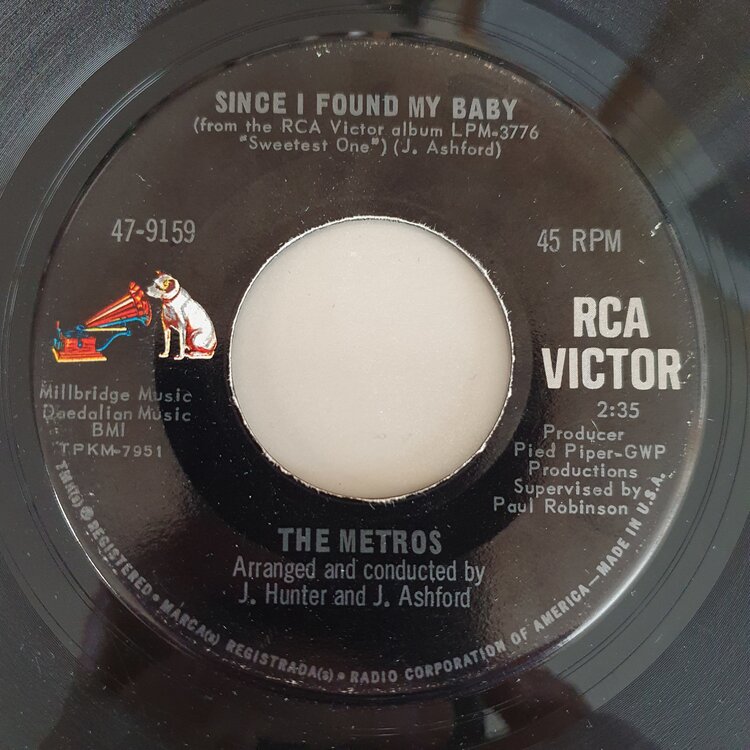 SINCE I FOUND MY BABY
(from the RCA Victor album LPM-3776
"Sweetest One") (J. Ashford)
47-9159
45 RPM
RCA
VICTOR
2:35
Producer
Pied Piper-GWP
Productions
Supervised by
Paul Robinson
Millbridge Music
Daedalian Music
BMI
TPKM-7951
THE METROS
Arranged and conducted by
J. Hunter and J. Ashford
TMK(s) ® REGISTERED • MARCA(s) REGISTRADA(s) • RADIO CORPORATION OF AMERICA—MADE IN U.S.A.